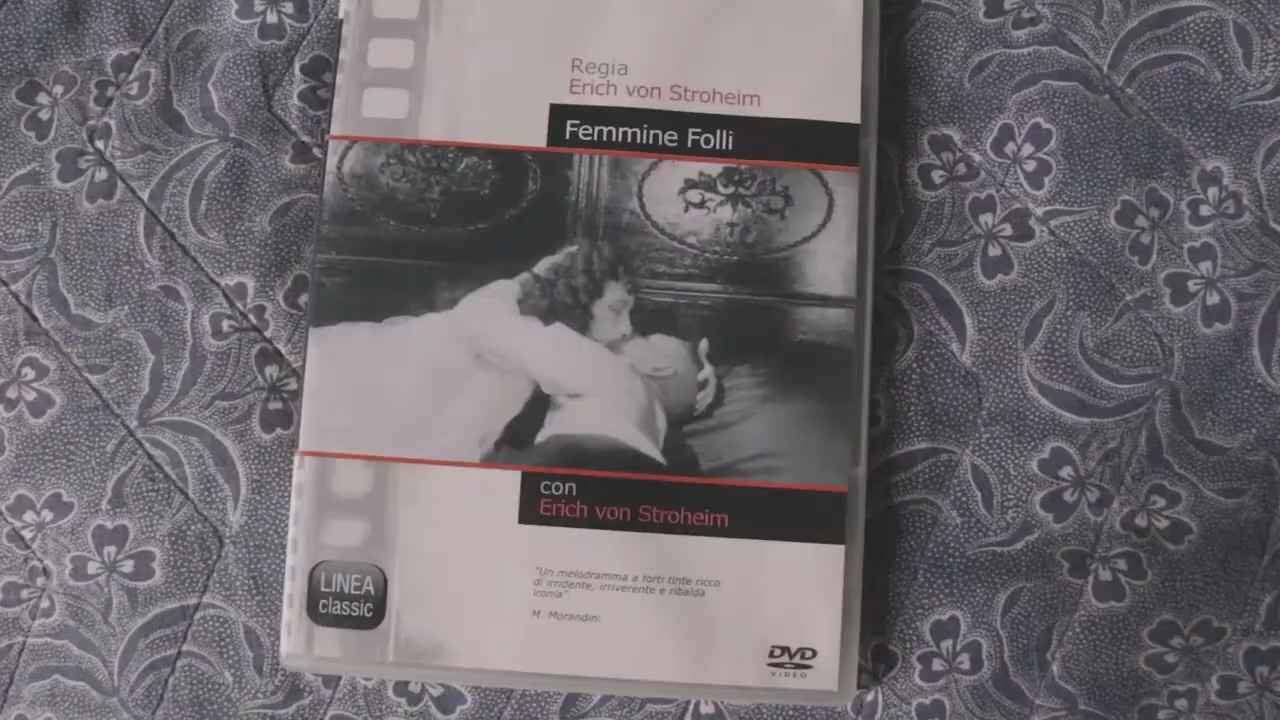 Regia
Erich von Stroheim
Femmine Folli
con
Erich von Stroheim
"Un melodramma a forti tinte ricco
di irridente, irriverente e ribalda
ironia".
M. Morandini
LINEA
classic
DVD
VIDEO